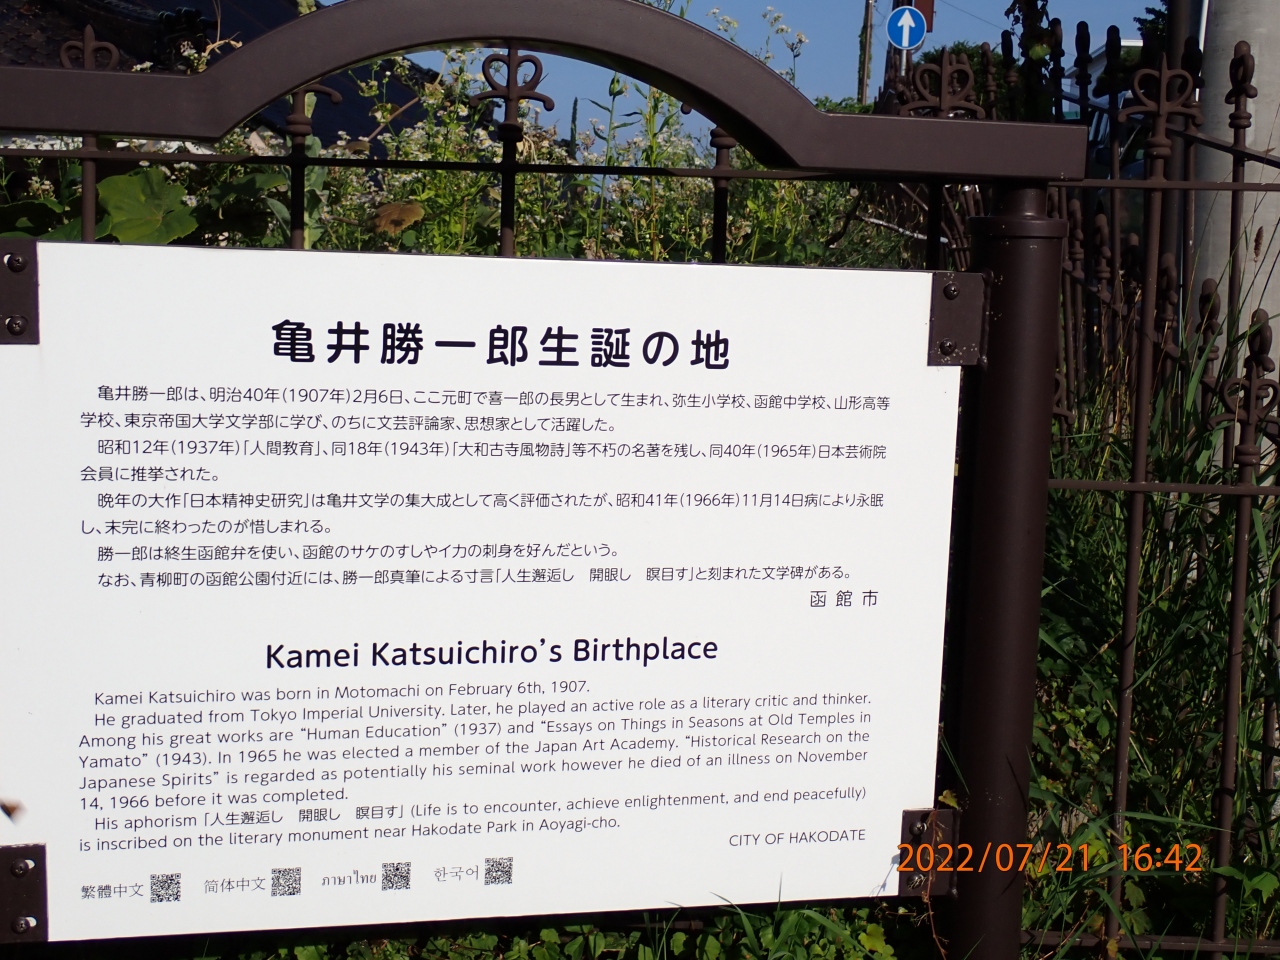 亀井勝一郎生誕の地
亀井勝一郎は、明治40年(1907年)2月6日、ここ元町で喜一郎の長男として生まれ、弥生小学校、函館中学校、山形高等
学校、東京帝国大学文学部に学び、のちに文芸評論家、思想家として活躍した。
昭和12年(1937年)「人間教育」、同18年(1943年)「大和古寺風物詩」等不朽の名著を残し、同40年(1965年)日本芸術院
会員に推挙された。
晩年の大作「日本精神史研究」は亀井文学の集大成として高く評価されたが、昭和41年(1966年)11月14日病により永眠
し、未完に終わったのが惜しまれる。
勝一郎は終生函館弁を使い、函館のサケのすしやイカの刺身を好んだという。
なお、青柳町の函館公園付近には、勝一郎真筆による寸言「人生邂逅し　開眼し　瞑目す」と刻まれた文学碑がある。
函館市
Kamei Katsuichiro's Birthplace
Kamei Katsuichiro was born in Motomachi on February 6th, 1907.
He graduated from Tokyo Imperial University. Later, he played an active role as a literary critic and thinker.
Among his great works are “Human Education” (1937) and “Essays on Things in Seasons at Old Temples in
Yamato” (1943). In 1965 he was elected a member of the Japan Art Academy. “Historical Research on the
Japanese Spirits” is regarded as potentially his seminal work however he died of an illness on November
14, 1966 before it was completed.
His aphorism「人生邂逅し　開眼し　瞑目す」(Life is to encounter, achieve enlightenment, and end peacefully)
is inscribed on the literary monument near Hakodate Park in Aoyagi-cho.
CITY OF HAKODATE
繁體中文 简体中文 ภาษาไทย 한국어
2022/07/21 16:42